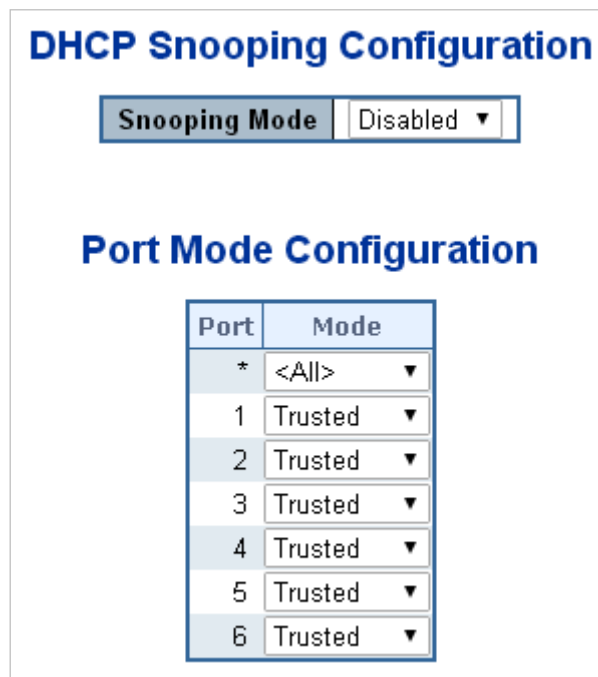 DHCP Snooping Configuration
Snooping Mode Disabled
Port Mode Configuration
Port Mode
* <All>
1 Trusted
2 Trusted
3 Trusted
4 Trusted
5 Trusted
6 Trusted